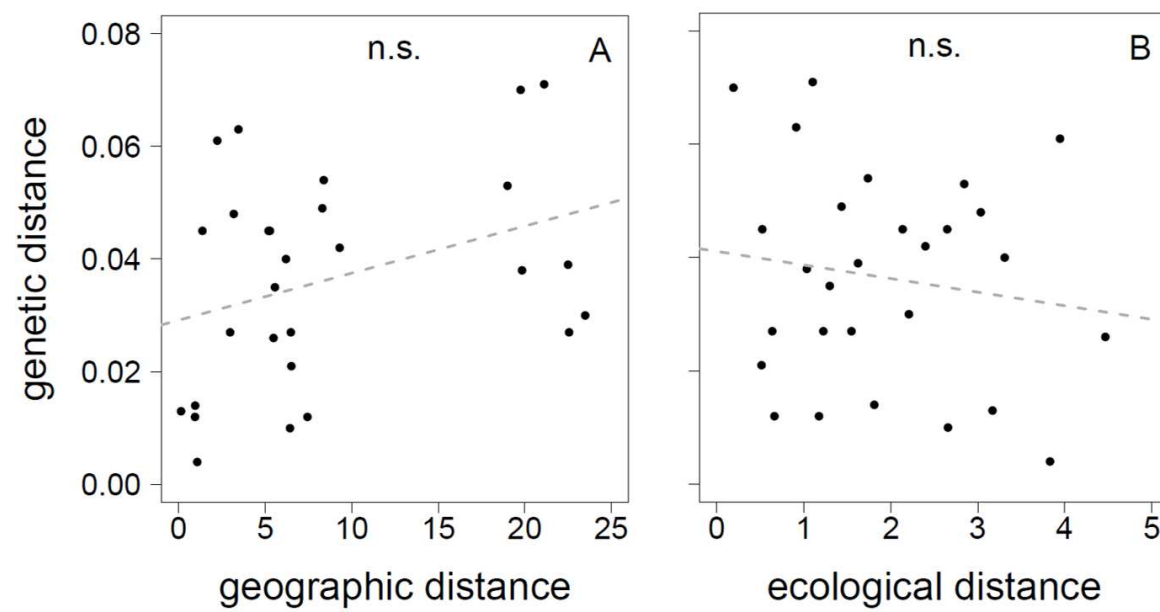 n.s.
A
n.s.
B
genetic distance
0.08
0.06
0.04
0.02
0.00
0 5 10 15 20 25
0 1 2 3 4 5
geographic distance
ecological distance